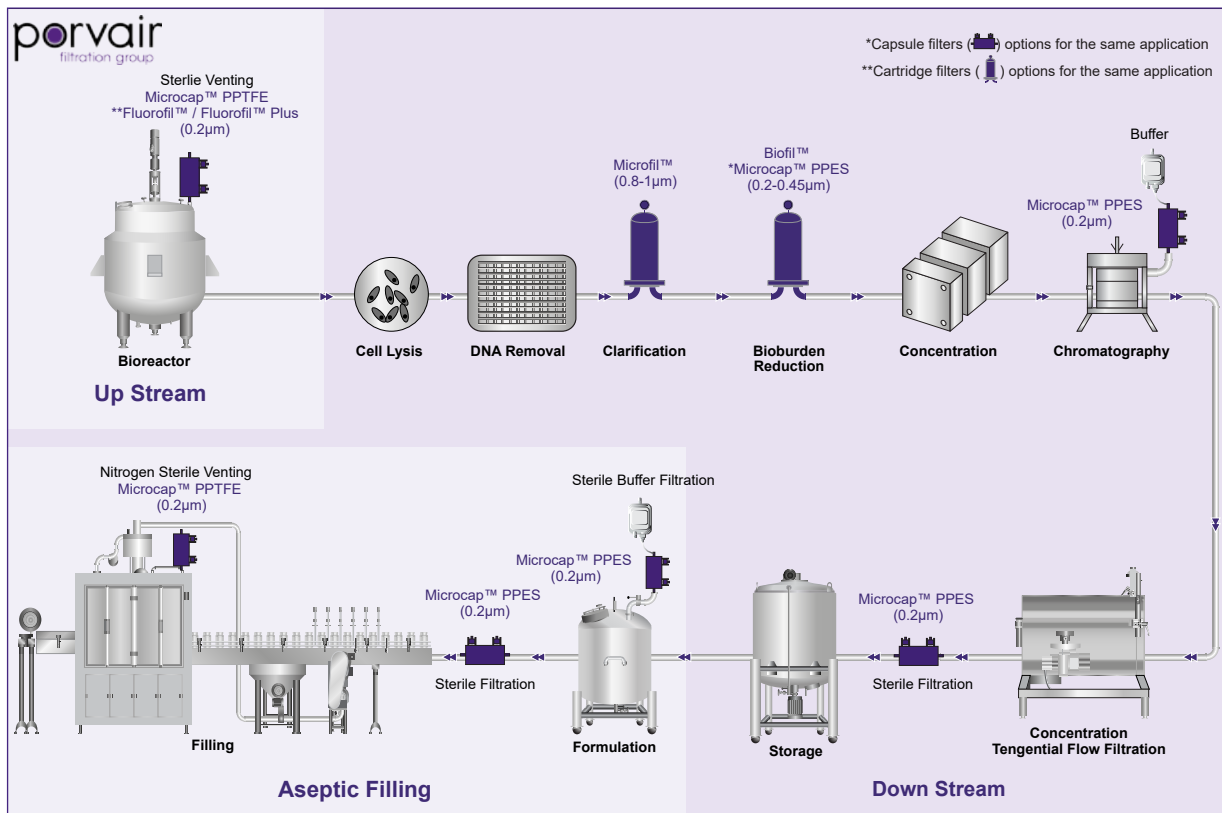 porvair
filtration group
*Capsule filters ( ) options for the same application
**Cartridge filters ( ) options for the same application
Sterlie Venting
Microcap™ PPTFE
**Fluorofil™ / Fluorofil™ Plus
(0.2µm)
Bioreactor
Up Stream
Cell Lysis
DNA Removal
Microfil™
(0.8-1µm)
Clarification
Biofil™
*Microcap™ PPES
(0.2-0.45µm)
Bioburden
Reduction
Concentration
Buffer
Microcap™ PPES
(0.2µm)
Chromatography
Nitrogen Sterile Venting
Microcap™ PPTFE
(0.2µm)
Filling
Microcap™ PPES
(0.2µm)
Sterile Filtration
Sterile Buffer Filtration
Microcap™ PPES
(0.2µm)
Formulation
Aseptic Filling
Storage
Microcap™ PPES
(0.2µm)
Sterile Filtration
Concentration
Tengential Flow Filtration
Down Stream